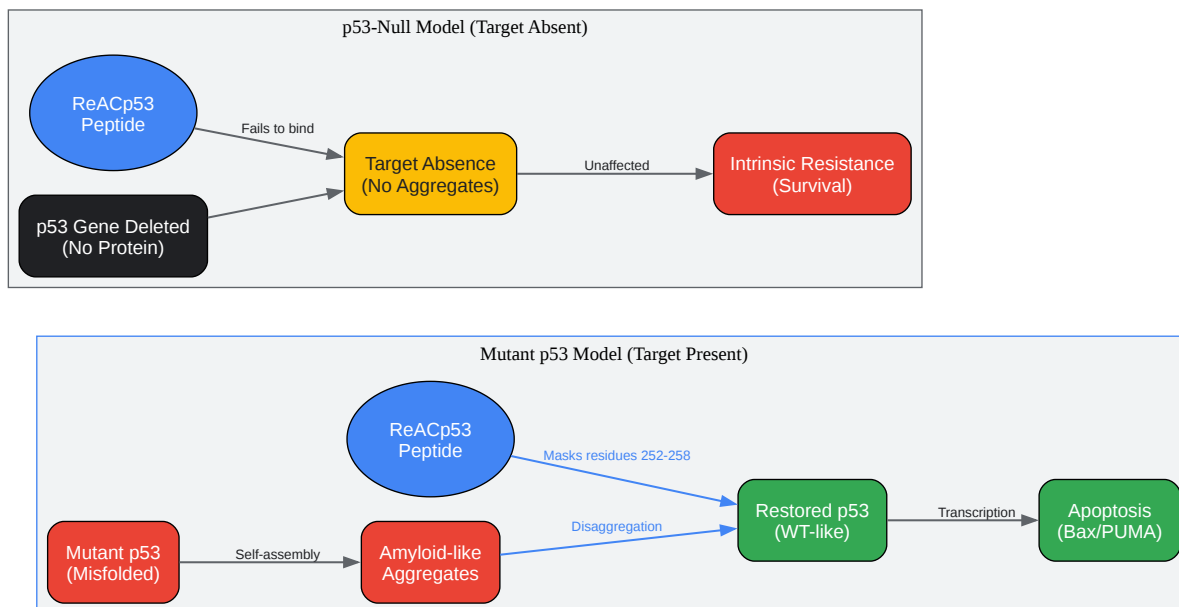 p53-Null Model (Target Absent)
ReACp53
Peptide
Fails to bind
p53 Gene Deleted
(No Protein)
Target Absence
(No Aggregates)
Unaffected
Intrinsic Resistance
(Survival)
Mutant p53 Model (Target Present)
ReACp53
Peptide
Masks residues 252-258
Mutant p53
(Misfolded)
Self-assembly
Amyloid-like
Aggregates
Disaggregation
Restored p53
(WT-like)
Transcription
Apoptosis
(Bax/PUMA)